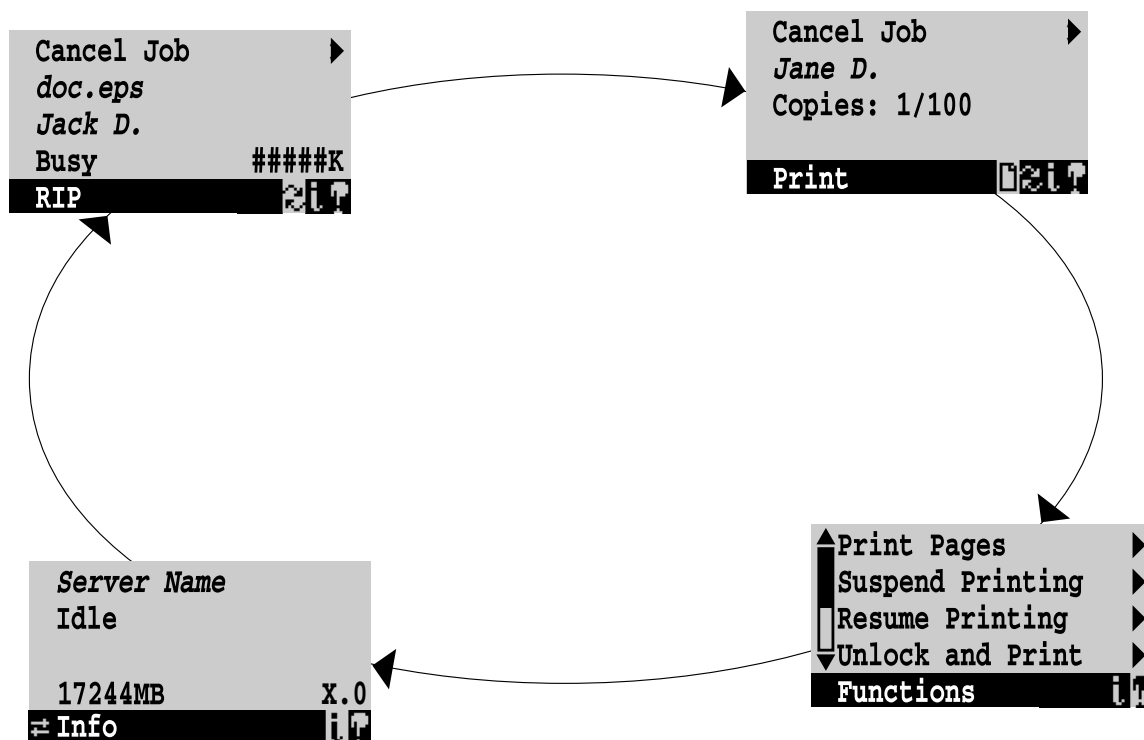 Cancel Job
doc.eps
Jack D.
Busy #####K
RIP
Cancel Job
Jane D.
Copies: 1/100
Print
Print Pages
Suspend Printing
Resume Printing
Unlock and Print
Functions
Server Name
Idle
17244MB X.0
Info